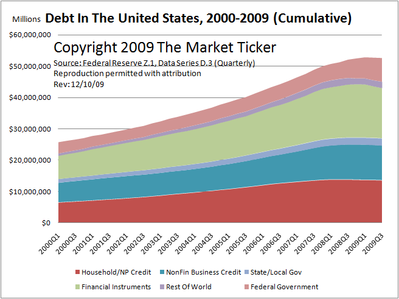 Millions Debt In The United States, 2000-2009 (Cumulative)
$60,000,000
Copyright 2009 The Market Ticker
Source: Federal Reserve Z.1, Data Series D.3 (Quarterly)
Reproduction permitted with attribution
Rev:12/10/09
$50,000,000
$40,000,000
$30,000,000
$20,000,000
$10,000,000
$0
2000Q1 2000Q3 2001Q1 2001Q3 2002Q1 2002Q3 2003Q1 2003Q3 2004Q1 2004Q3 2005Q1 2005Q3 2006Q1 2006Q3 2007Q1 2007Q3 2008Q1 2008Q3 2009Q1 2009Q3
Household/NP Credit NonFin Business Credit State/Local Gov
Financial Instruments Rest Of World Federal Government